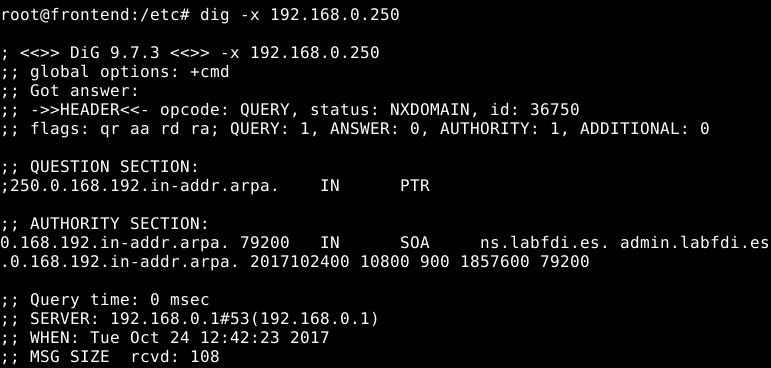 root@frontend:/etc# dig -x 192.168.0.250
; <<>> DiG 9.7.3 <<>> -x 192.168.0.250
;; global options: +cmd
;; Got answer:
;; ->>HEADER<<- opcode: QUERY, status: NXDOMAIN, id: 36750
;; flags: qr aa rd ra; QUERY: 1, ANSWER: 0, AUTHORITY: 1, ADDITIONAL: 0
;; QUESTION SECTION:
;250.0.168.192.in-addr.arpa.    IN      PTR
;; AUTHORITY SECTION:
0.168.192.in-addr.arpa. 79200   IN      SOA     ns.labfdi.es. admin.labfdi.es
.0.168.192.in-addr.arpa. 2017102400 10800 900 1857600 79200
;; Query time: 0 msec
;; SERVER: 192.168.0.1#53(192.168.0.1)
;; WHEN: Tue Oct 24 12:42:23 2017
;; MSG SIZE  rcvd: 108